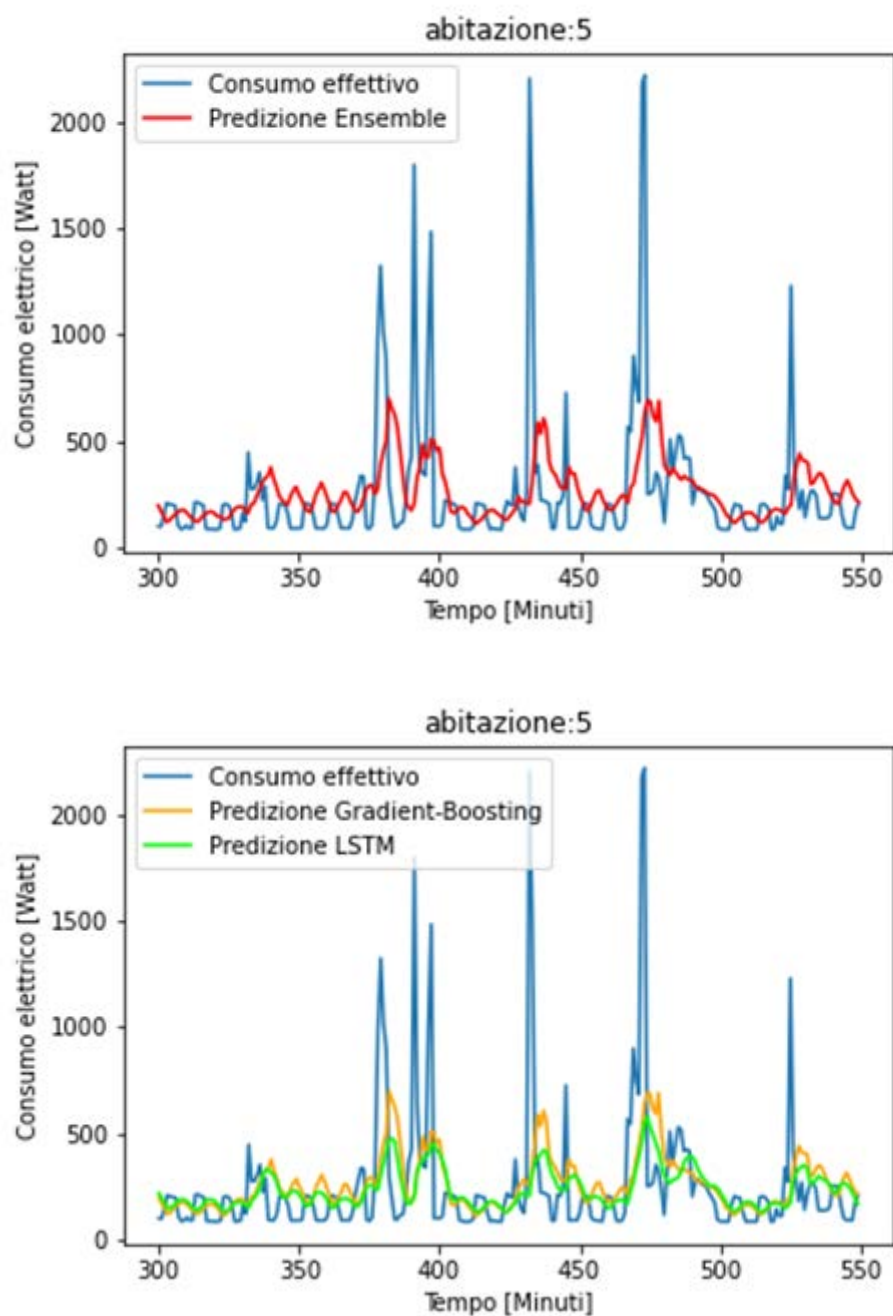 abitazione:5
Consumo effettivo
Predizione Ensemble
Consumo elettrico [Watt]
2000
1500
1000
500
0
300 350 400 450 500 550
Tempo [Minuti]
abitazione:5
Consumo effettivo
Predizione Gradient-Boosting
Predizione LSTM
Consumo elettrico [Watt]
2000
1500
1000
500
0
300 350 400 450 500 550
Tempo [Minuti]